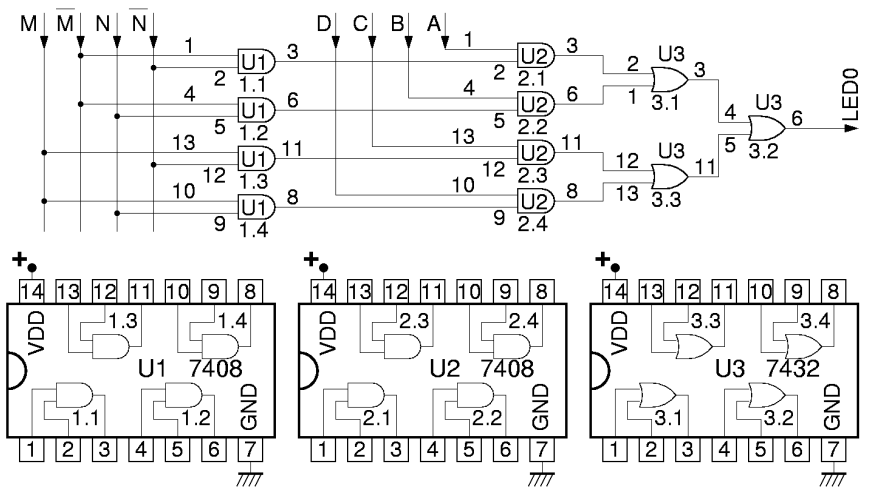 M M N N D C B A
1 3 1 3
U1 U2 U3
2 1.1 2 2.1 2 3
4 6 4 6 1 3.1
U1 U2 4 U3 6 LED0
5 1.2 5 2.2
13 11 13 11 5 3.2
U1 U2 12 U3 11
12 1.3 12 2.3
10 8 10 8 13 3.3
U1 U2
9 1.4 9 2.4
+ + +
14 13 12 11 10 9 8 14 13 12 11 10 9 8 14 13 12 11 10 9 8
VDD 1.3 1.4 VDD 2.3 2.4 VDD 3.3 3.4
U1 7408 U2 7408 U3 7432
1.1 1.2 GND 2.1 2.2 GND 3.1 3.2 GND
1 2 3 4 5 6 7 1 2 3 4 5 6 7 1 2 3 4 5 6 7